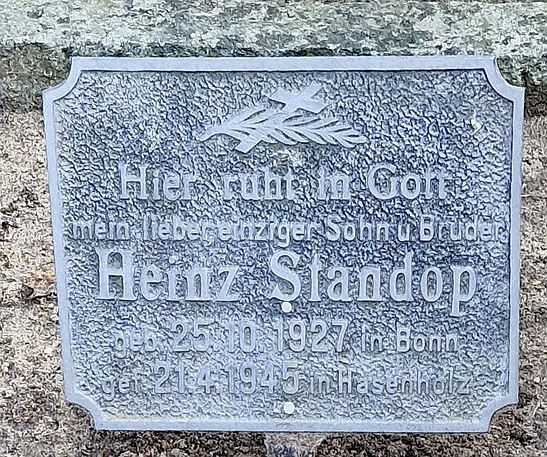 Hier ruht in Gott
mein lieber einziger Sohn u Bruder
Heinz Standop
geb. 25.10.1927 in Bonn
gef. 21.4.1945 in Hasenholz